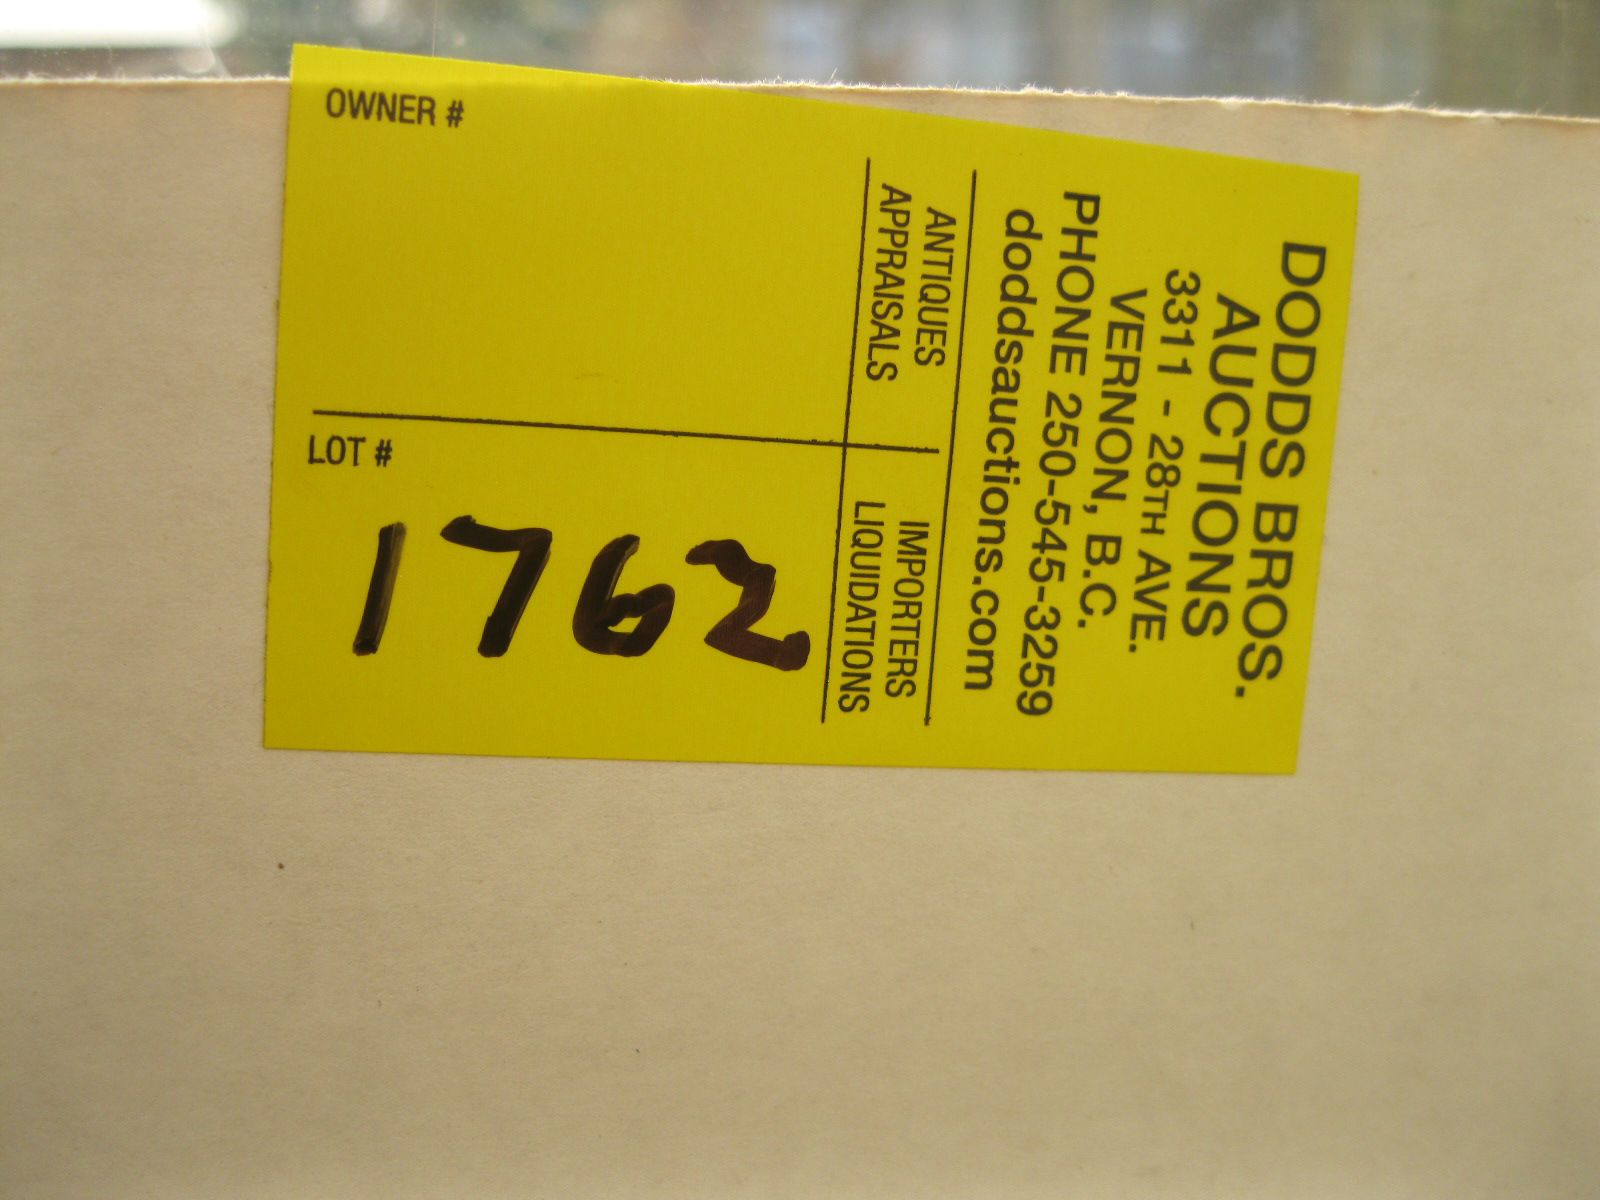 DODDS BROS.
AUCTIONS
3311 - 28TH AVE.
VERNON, B.C.
PHONE 250-545-3259
doddsauctions.com
ANTIQUES
APPRAISALS
IMPORTERS
LIQUIDATIONS
OWNER #
LOT #
1762